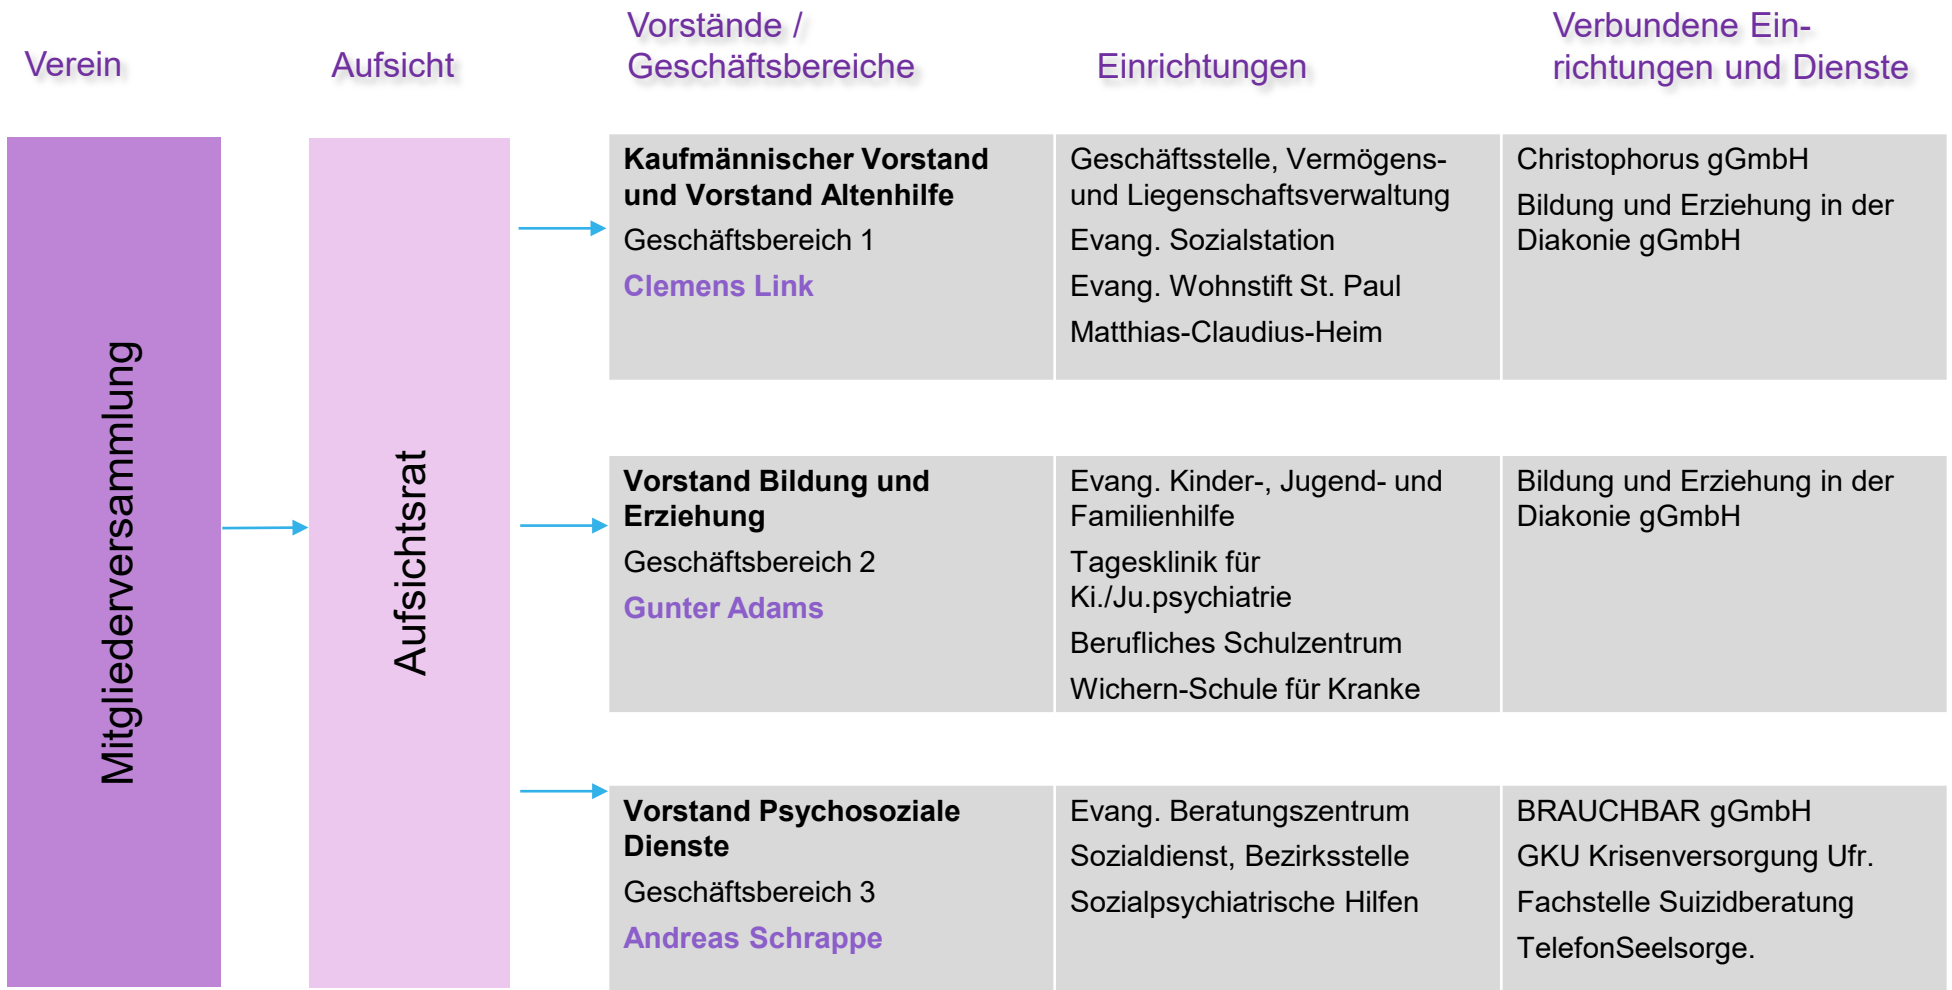 Verein
Aufsicht
Vorstände /
Geschäftsbereiche
Einrichtungen
Verbundene Ein-
richtungen und Dienste
Mitgliederversammlung
Aufsichtsrat
Kaufmännischer Vorstand
und Vorstand Altenhilfe
Geschäftsbereich 1
Clemens Link
Geschäftsstelle, Vermögens-
und Liegenschaftsverwaltung
Evang. Sozialstation
Evang. Wohnstift St. Paul
Matthias-Claudius-Heim
Christophorus gGmbH
Bildung und Erziehung in der
Diakonie gGmbH
Vorstand Bildung und
Erziehung
Geschäftsbereich 2
Gunter Adams
Evang. Kinder-, Jugend- und
Familienhilfe
Tagesklinik für
Ki./Ju.psychiatrie
Berufliches Schulzentrum
Wichern-Schule für Kranke
Bildung und Erziehung in der
Diakonie gGmbH
Vorstand Psychosoziale
Dienste
Geschäftsbereich 3
Andreas Schrappe
Evang. Beratungszentrum
Sozialdienst, Bezirksstelle
Sozialpsychiatrische Hilfen
BRAUCHBAR gGmbH
GKU Krisenversorgung Ufr.
Fachstelle Suizidberatung
TelefonSeelsorge.